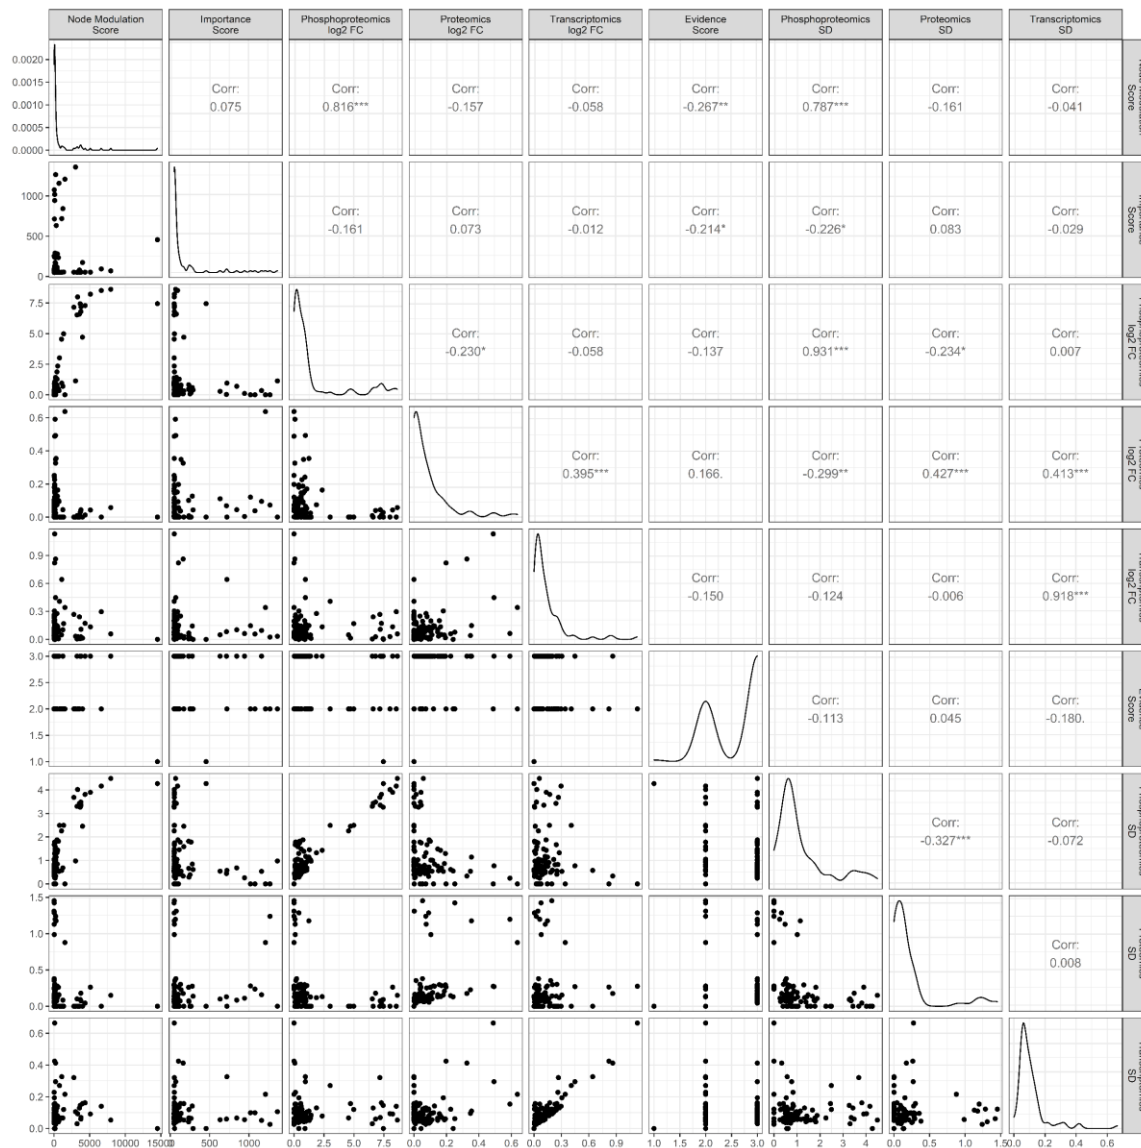 Node Modulation Score
Importance Score
Phosphoproteomics log2 FC
Proteomics log2 FC
Transcriptomics log2 FC
Evidence Score
Phosphoproteomics SD
Proteomics SD
Transcriptomics SD
0.0020
0.0015
0.0010
0.0005
0.0000
Corr: 0.075
Corr: 0.816***
Corr: -0.157
Corr: -0.058
Corr: -0.267**
Corr: 0.787***
Corr: -0.161
Corr: -0.041
Score
1000
500
0
Corr: -0.161
Corr: 0.073
Corr: -0.012
Corr: -0.214*
Corr: -0.226*
Corr: 0.083
Corr: -0.029
Score
7.5
5.0
2.5
0.0
Corr: -0.230*
Corr: -0.058
Corr: -0.137
Corr: 0.931***
Corr: -0.234*
Corr: 0.007
log2 FC
0.6
0.4
0.2
0.0
Corr: 0.395***
Corr: 0.166.
Corr: -0.299**
Corr: 0.427***
Corr: 0.413***
log2 FC
0.9
0.6
0.3
0.0
Corr: -0.150
Corr: -0.124
Corr: -0.006
Corr: 0.918***
log2 FC
3.0
2.5
2.0
1.5
1.0
Corr: -0.113
Corr: 0.045
Corr: -0.180.
Score
4
3
2
1
0
Corr: -0.327***
Corr: -0.072
SD
1.5
1.0
0.5
0.0
Corr: 0.008
SD
0.6
0.4
0.2
0.0
SD
0 5000 10000 15000
500 1000
0.0 2.5 5.0 7.5
0.0 0.2 0.4 0.6
0.0 0.3 0.6 0.9
1.0 1.5 2.0 2.5 3.0
0 1 2 3 4
0.0 0.5 1.0 1.5
0.0 0.2 0.4 0.6